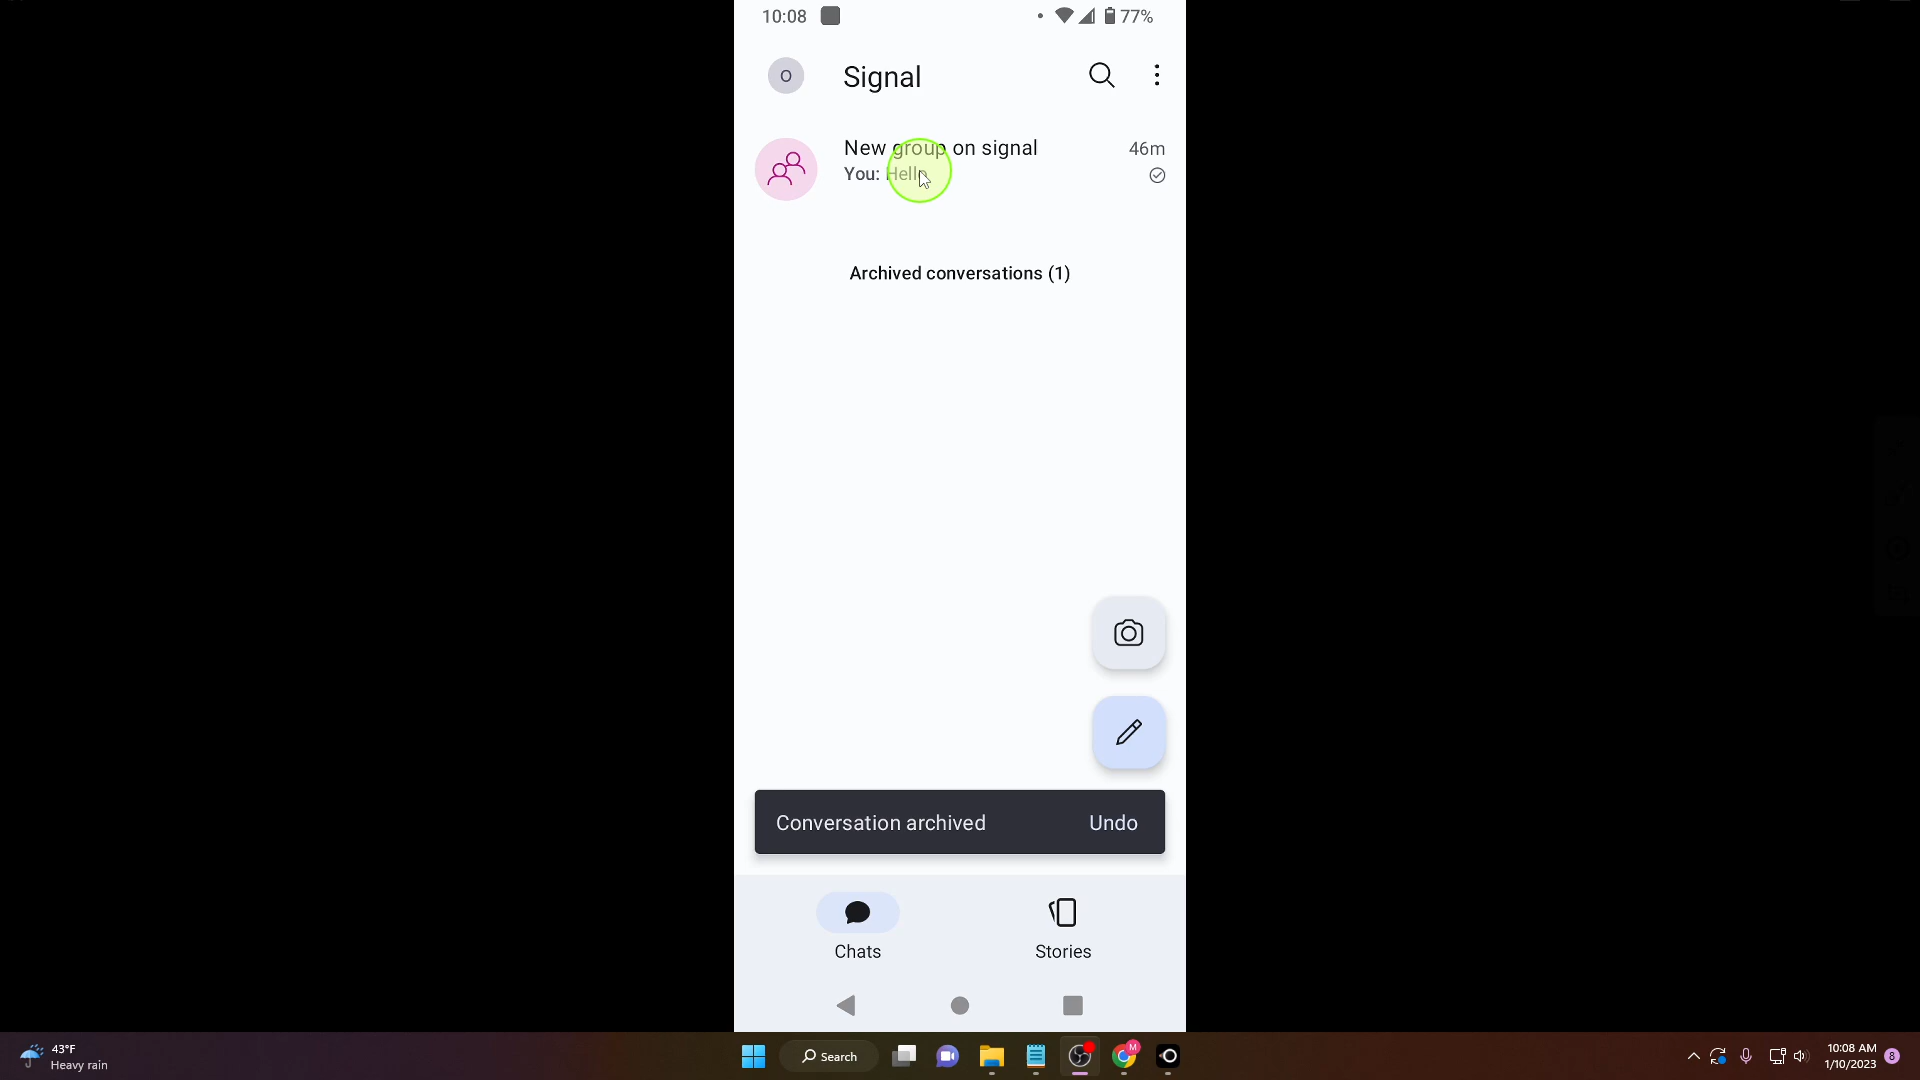 10:08
77%
O
Signal
New group on signal
46m
You: Hello
Archived conversations (1)
Conversation archived
Undo
Chats
Stories
43°F
Heavy rain
Search
M
10:08 AM
1/10/2023
8